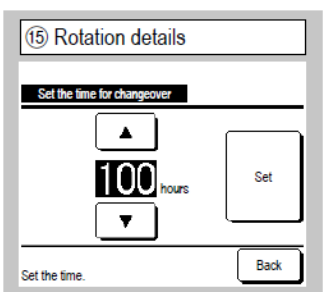 ⑮ Rotation details
Set the time for changeover
▲
100 hours
▼
Set
Set the time.
Back